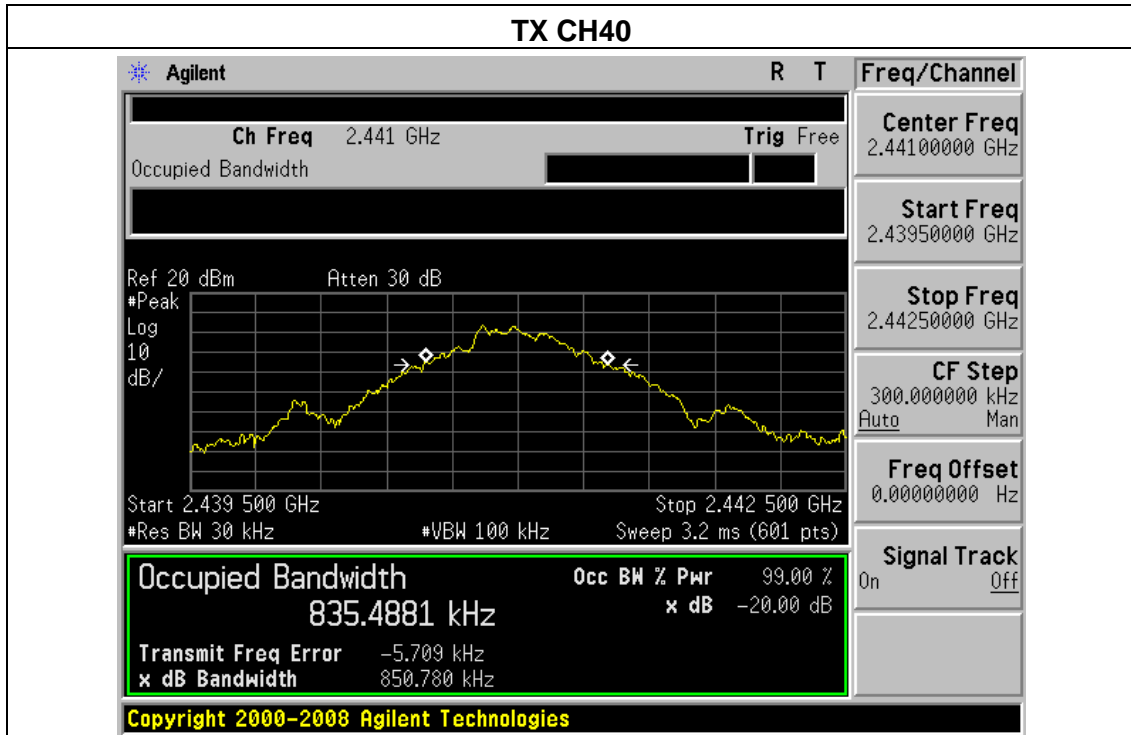 TX CH40
Agilent R T
Freq/Channel
Ch Freq 2.441 GHz Trig Free
Occupied Bandwidth
Center Freq
2.44100000 GHz
Start Freq
2.43950000 GHz
Stop Freq
2.44250000 GHz
CF Step
300.000000 kHz
Auto Man
Freq Offset
0.00000000 Hz
Signal Track
On Off
Ref 20 dBm Atten 30 dB
#Peak
Log
10
dB/
Start 2.439 500 GHz Stop 2.442 500 GHz
#Res BW 30 kHz #VBW 100 kHz Sweep 3.2 ms (601 pts)
Occupied Bandwidth Occ BW % Pwr 99.00 %
835.4881 kHz x dB -20.00 dB
Transmit Freq Error -5.709 kHz
x dB Bandwidth 850.780 kHz
Copyright 2000-2008 Agilent Technologies